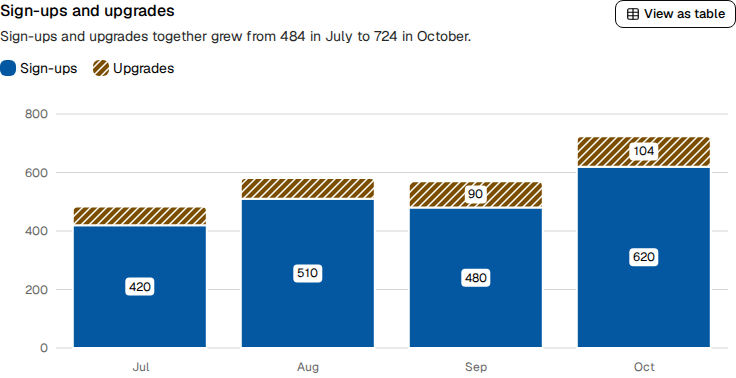 Sign-ups and upgrades
View as table
Sign-ups and upgrades together grew from 484 in July to 724 in October.
Sign-ups
Upgrades
800
600
400
200
0
104
90
420
510
480
620
Jul
Aug
Sep
Oct